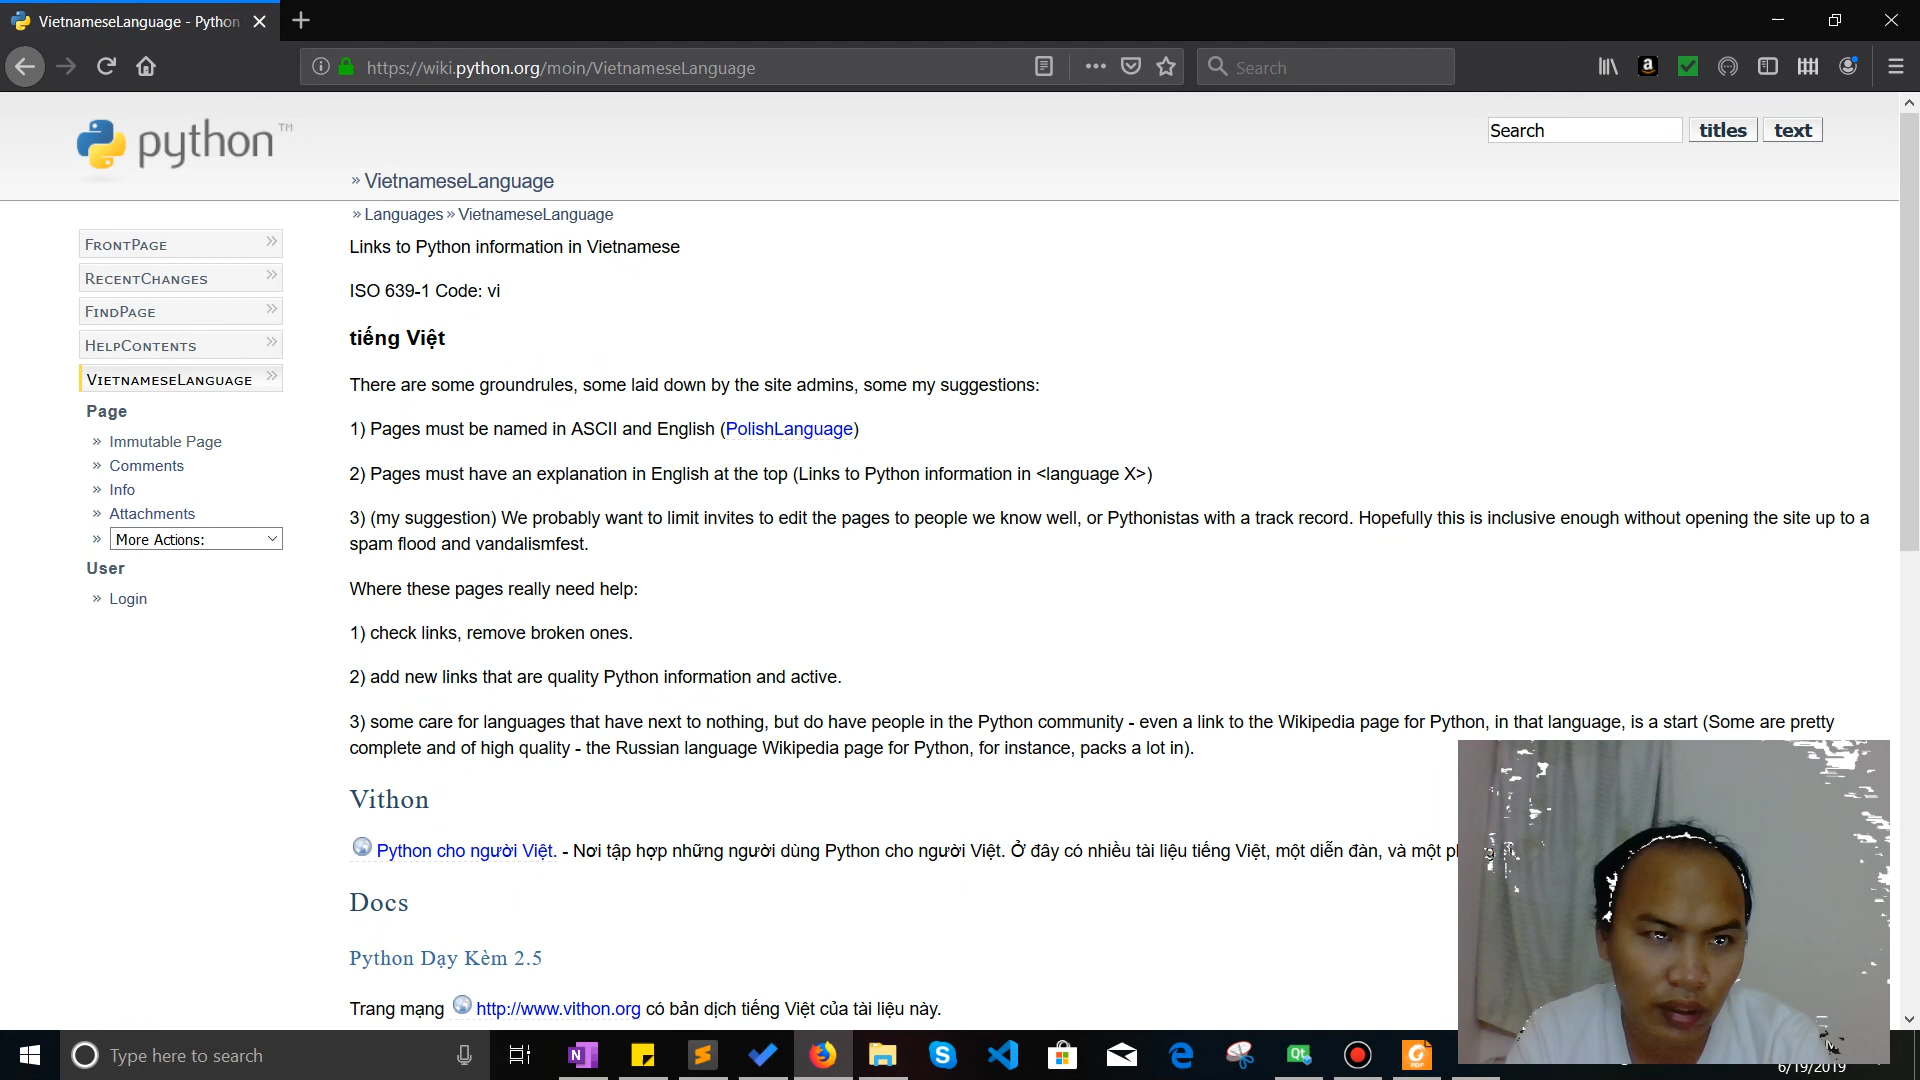 VietnameseLanguage - Python
https://wiki.python.org/moin/VietnameseLanguage
Search
python™
Search
titles
text
» VietnameseLanguage
» Languages » VietnameseLanguage
FrontPage
RecentChanges
FindPage
HelpContents
VietnameseLanguage
Page
» Immutable Page
» Comments
» Info
» Attachments
» More Actions:
User
» Login
Links to Python information in Vietnamese
ISO 639-1 Code: vi
tiếng Việt
There are some groundrules, some laid down by the site admins, some my suggestions:
1) Pages must be named in ASCII and English (PolishLanguage)
2) Pages must have an explanation in English at the top (Links to Python information in <language X>)
3) (my suggestion) We probably want to limit invites to edit the pages to people we know well, or Pythonistas with a track record. Hopefully this is inclusive enough without opening the site up to a
spam flood and vandalismfest.
Where these pages really need help:
1) check links, remove broken ones.
2) add new links that are quality Python information and active.
3) some care for languages that have next to nothing, but do have people in the Python community - even a link to the Wikipedia page for Python, in that language, is a start (Some are pretty
complete and of high quality - the Russian language Wikipedia page for Python, for instance, packs a lot in).
Vithon
Python cho người Việt. - Nơi tập hợp những người dùng Python cho người Việt. Ở đây có nhiều tài liệu tiếng Việt, một diễn đàn, và một
Docs
Python Dạy Kèm 2.5
Trang mạng http://www.vithon.org có bản dịch tiếng Việt của tài liệu này.
Type here to search
6/19/2019